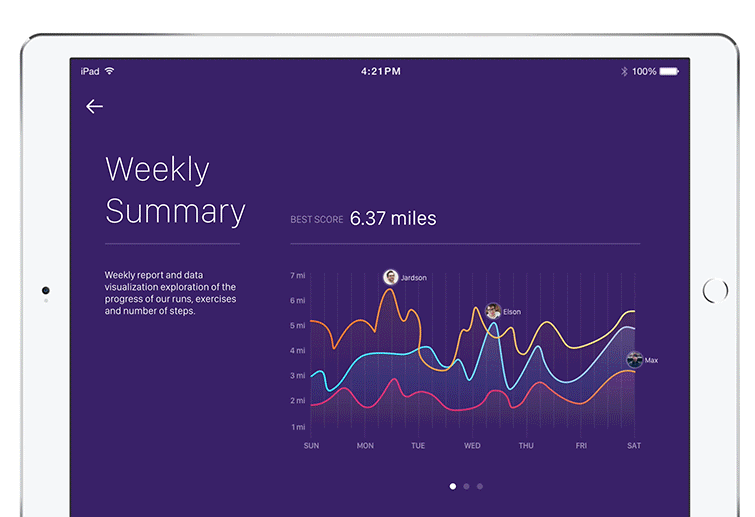 iPad 4:21PM 100%
Weekly
Summary
BEST SCORE 6.37 miles
Weekly report and data
visualization exploration of the
progress of our runs, exercises
and number of steps.
7 mi
Jardson
6 mi
Elson
5 mi
4 mi
Max
3 mi
2 mi
1 mi
SUN MON TUE WED THU FRI SAT